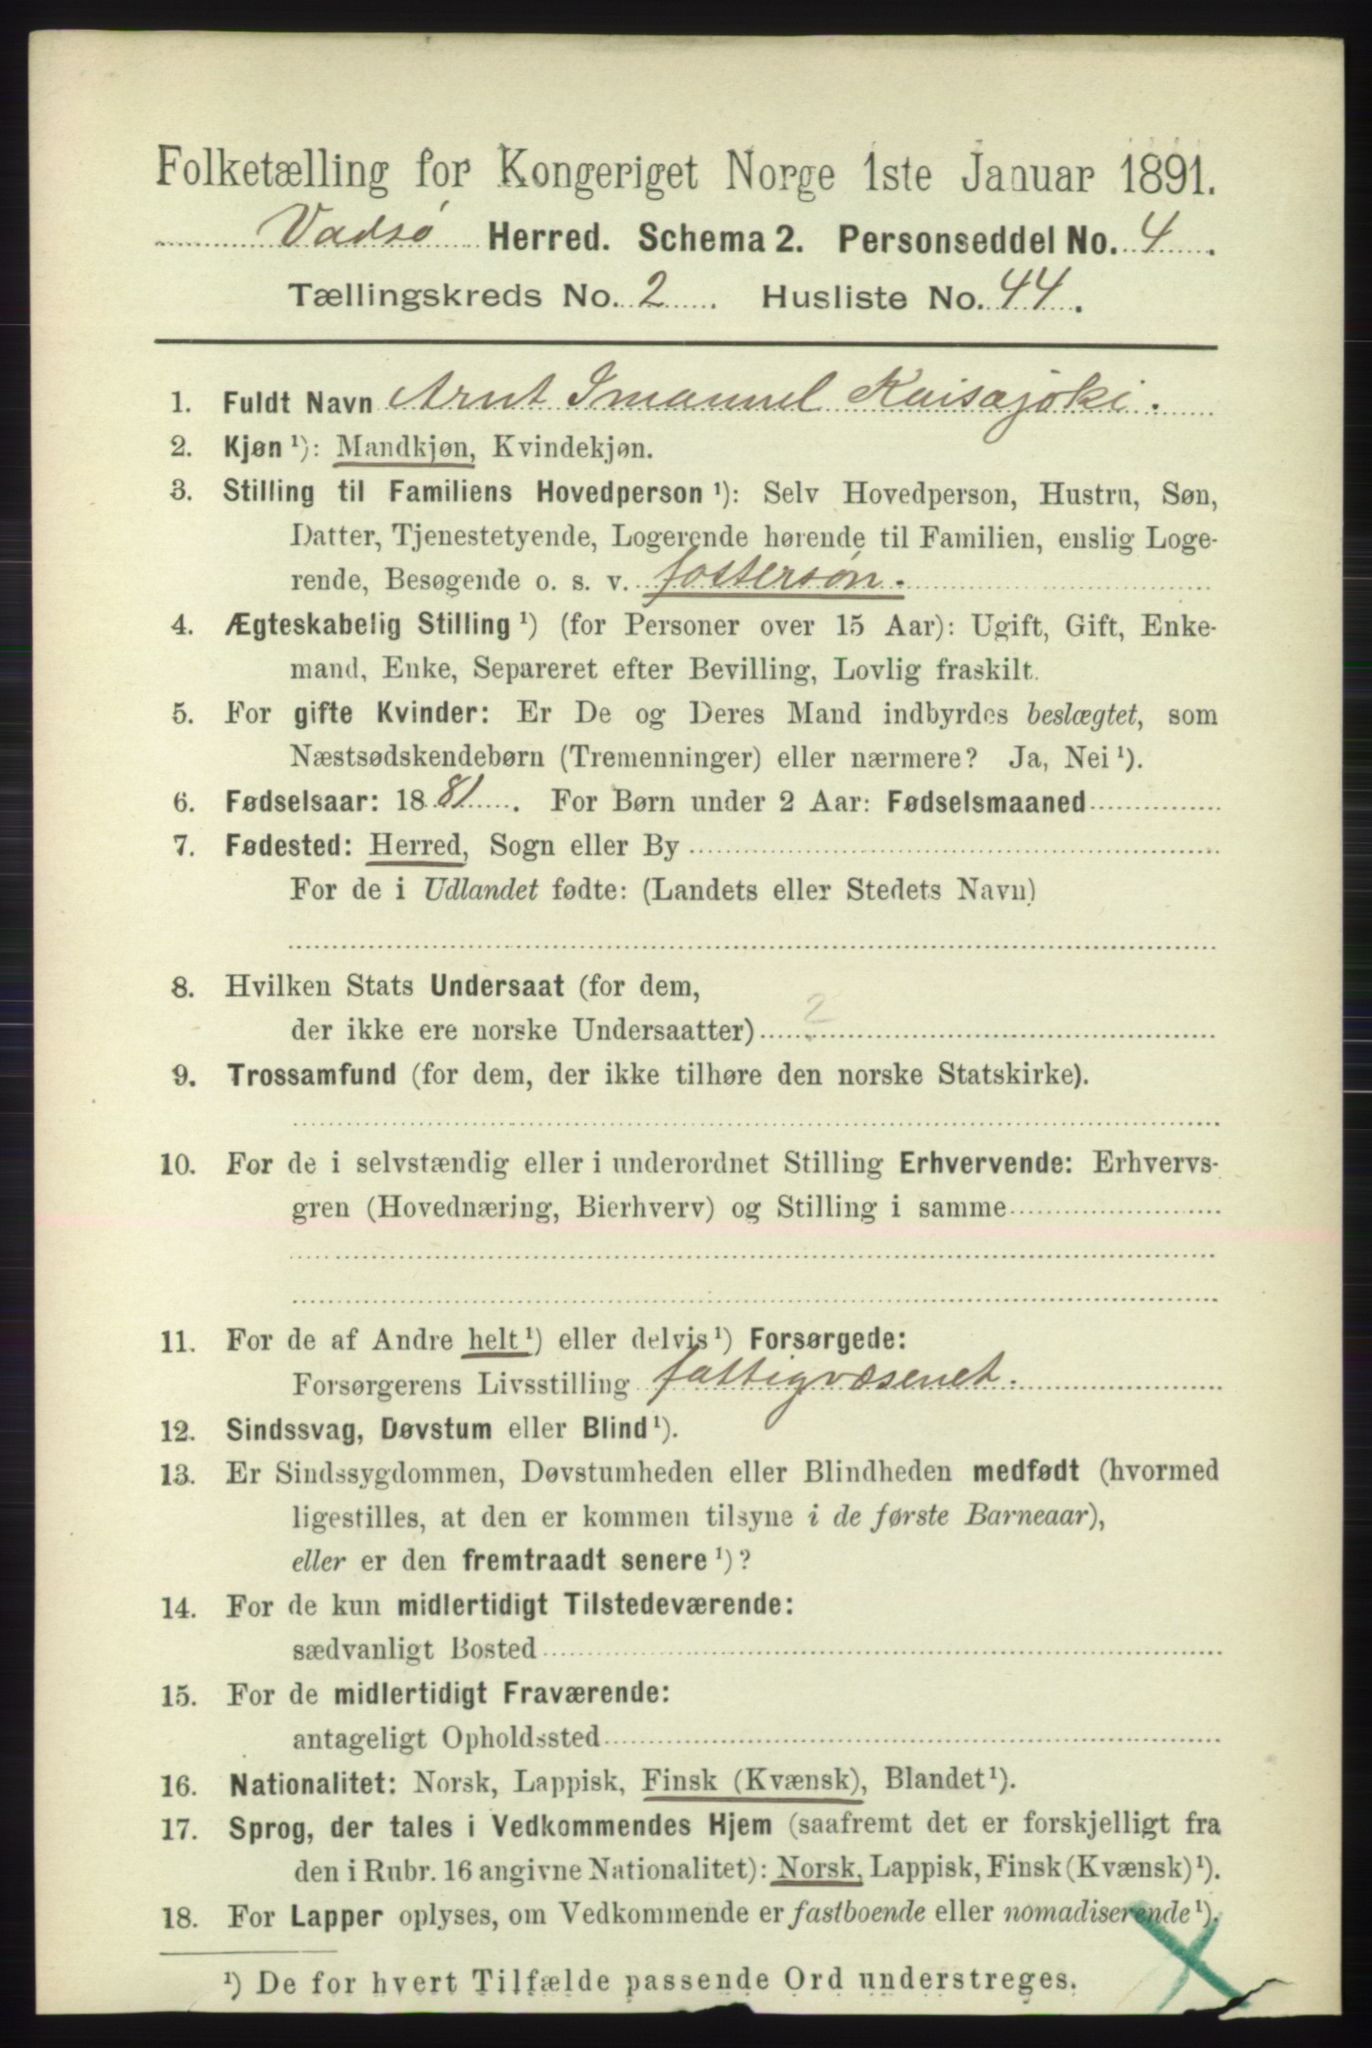 Folketælling for Kongeriget Norge 1ste Januar 1891.
Vadsø Herred. Schema 2. Personseddel No. 4.
Tællingskreds No. 2. Husliste No. 44.
1. Fuldt Navn Arnt Imanuel Kaisajoki.
2. Kjøn ¹): Mandkjøn, Kvindekjøn.
3. Stilling til Familiens Hovedperson ¹): Selv Hovedperson, Hustru, Søn,
Datter, Tjenestetyende, Logerende hørende til Familien, enslig Loge-
rende, Besøgende o. s. v. fostersøn.
4. Ægteskabelig Stilling ¹) (for Personer over 15 Aar): Ugift, Gift, Enke-
mand, Enke, Separeret efter Bevilling, Lovlig fraskilt.
5. For gifte Kvinder: Er De og Deres Mand indbyrdes beslægtet, som
Næstsødskendebørn (Tremenninger) eller nærmere? Ja, Nei ¹).
6. Fødselsaar: 1881. For Børn under 2 Aar: Fødselsmaaned
7. Fødested: Herred, Sogn eller By
For de i Udlandet fødte: (Landets eller Stedets Navn)
8. Hvilken Stats Undersaat (for dem,
der ikke ere norske Undersaatter) 2
9. Trossamfund (for dem, der ikke tilhøre den norske Statskirke).
10. For de i selvstændig eller i underordnet Stilling Erhvervende: Erhvervs-
gren (Hovednæring, Bierhverv) og Stilling i samme
11. For de af Andre helt ¹) eller delvis ¹) Forsørgede:
Forsørgerens Livsstilling fattigvæsenet.
12. Sindssvag, Døvstum eller Blind ¹).
13. Er Sindssygdommen, Døvstumheden eller Blindheden medfødt (hvormed
ligestilles, at den er kommen tilsyne i de første Barneaar),
eller er den fremtraadt senere ¹)?
14. For de kun midlertidigt Tilstedeværende:
sædvanligt Bosted
15. For de midlertidigt Fraværende:
antageligt Opholdssted
16. Nationalitet: Norsk, Lappisk, Finsk (Kvænsk), Blandet ¹).
17. Sprog, der tales i Vedkommendes Hjem (saafremt det er forskjelligt fra
den i Rubr. 16 angivne Nationalitet): Norsk, Lappisk, Finsk (Kvænsk) ¹).
18. For Lapper oplyses, om Vedkommende er fastboende eller nomadiserende ¹).
¹) De for hvert Tilfælde passende Ord understreges.